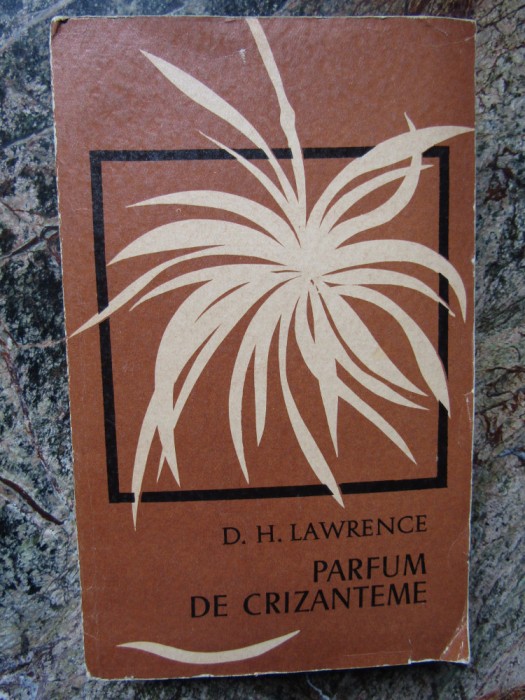 D. H. LAWRENCE
PARFUM
DE CRIZANTEME